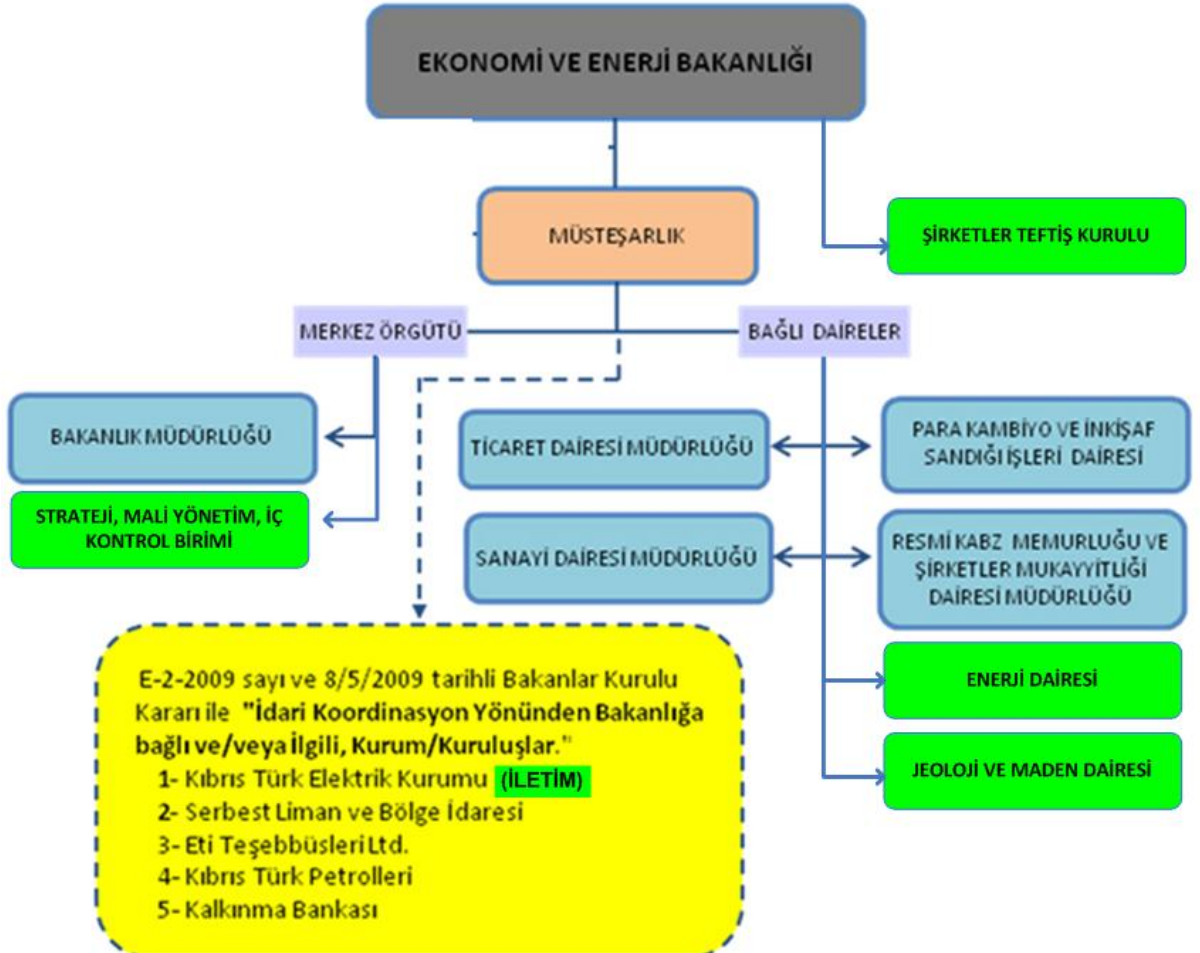 EKONOMİ VE ENERJİ BAKANLIĞI
MÜSTEŞARLIK
ŞİRKETLER TEFTİŞ KURULU
MERKEZ ÖRGÜTÜ
BAĞLI DAİRELER
BAKANLIK MÜDÜRLÜĞÜ
STRATEJİ, MALİ YÖNETİM, İÇ
KONTROL BİRİMİ
TİCARET DAİRESİ MÜDÜRLÜĞÜ
PARA KAMBİYO VE İNKİŞAF
SANDIĞI İŞLERİ DAİRESİ
SANAYİ DAİRESİ MÜDÜRLÜĞÜ
RESMİ KABZ MEMURLUĞU VE
ŞİRKETLER MUKAYYİTLİĞİ
DAİRESİ MÜDÜRLÜĞÜ
ENERJİ DAİRESİ
JEOLOJİ VE MADEN DAİRESİ
E-2-2009 sayı ve 8/5/2009 tarihli Bakanlar Kurulu
Kararı ile "İdari Koordinasyon Yönünden Bakanlığa
bağlı ve/veya İlgili, Kurum/Kuruluşlar."
1- Kıbrıs Türk Elektrik Kurumu (İLETİM)
2- Serbest Liman ve Bölge İdaresi
3- Eti Teşebbüsleri Ltd.
4- Kıbrıs Türk Petrolleri
5- Kalkınma Bankası